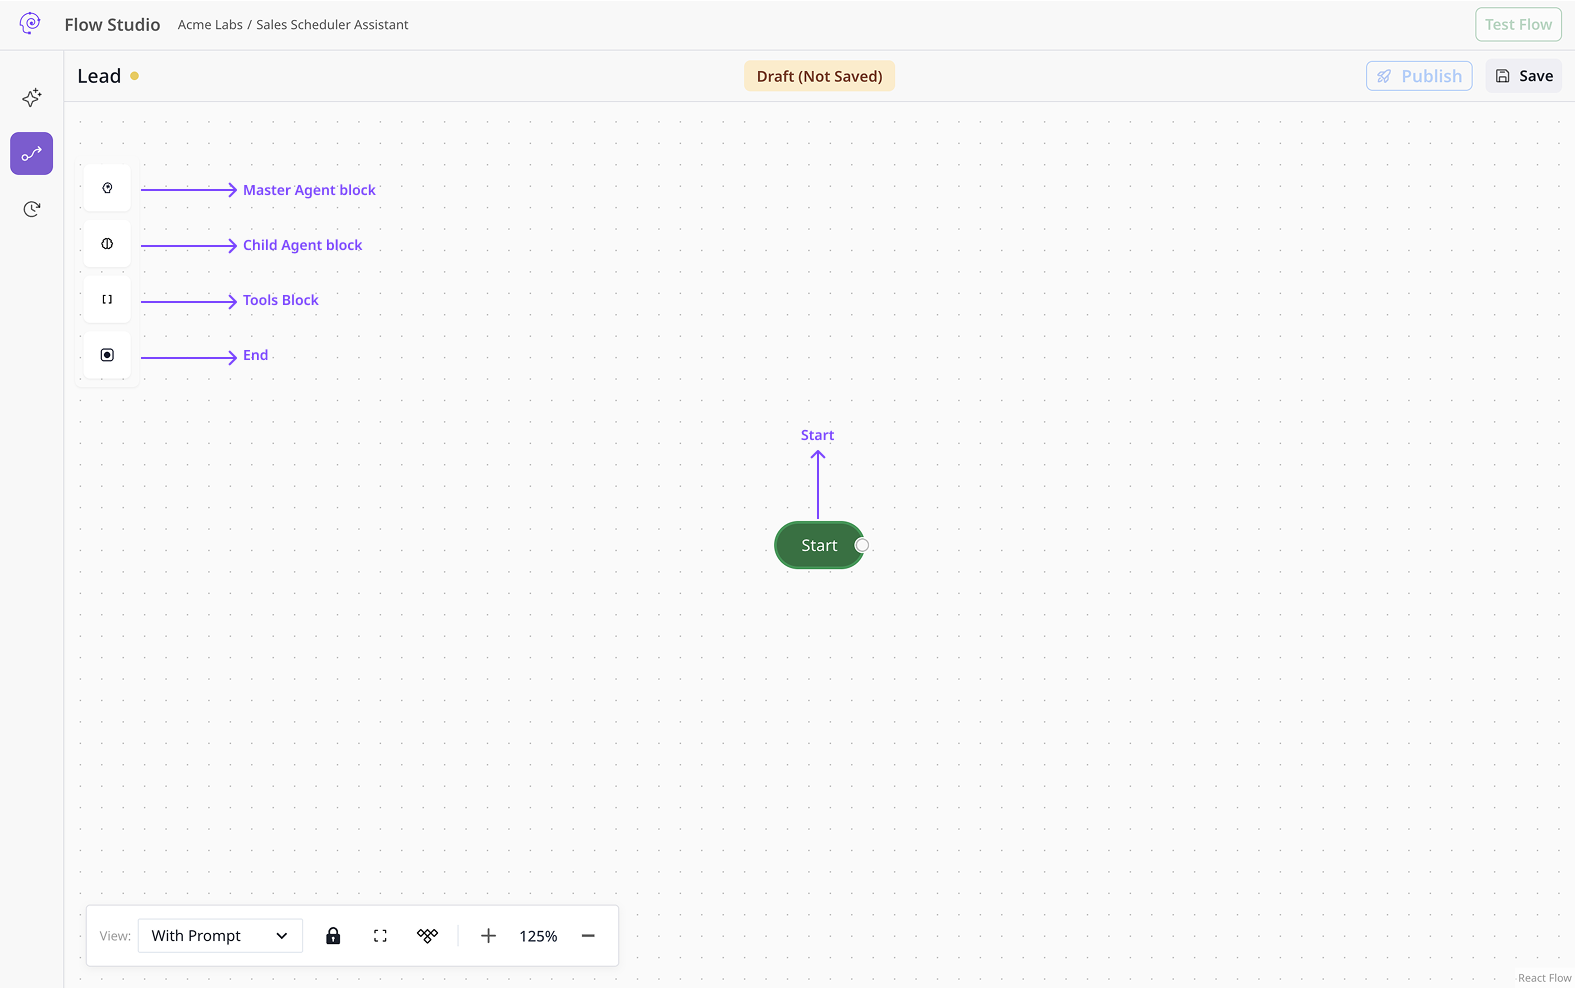 Flow Studio
Acme Labs / Sales Scheduler Assistant
Test Flow
Lead
Draft (Not Saved)
Publish
Save
Master Agent block
Child Agent block
Tools Block
End
Start
Start
View:
With Prompt
125%
React Flow